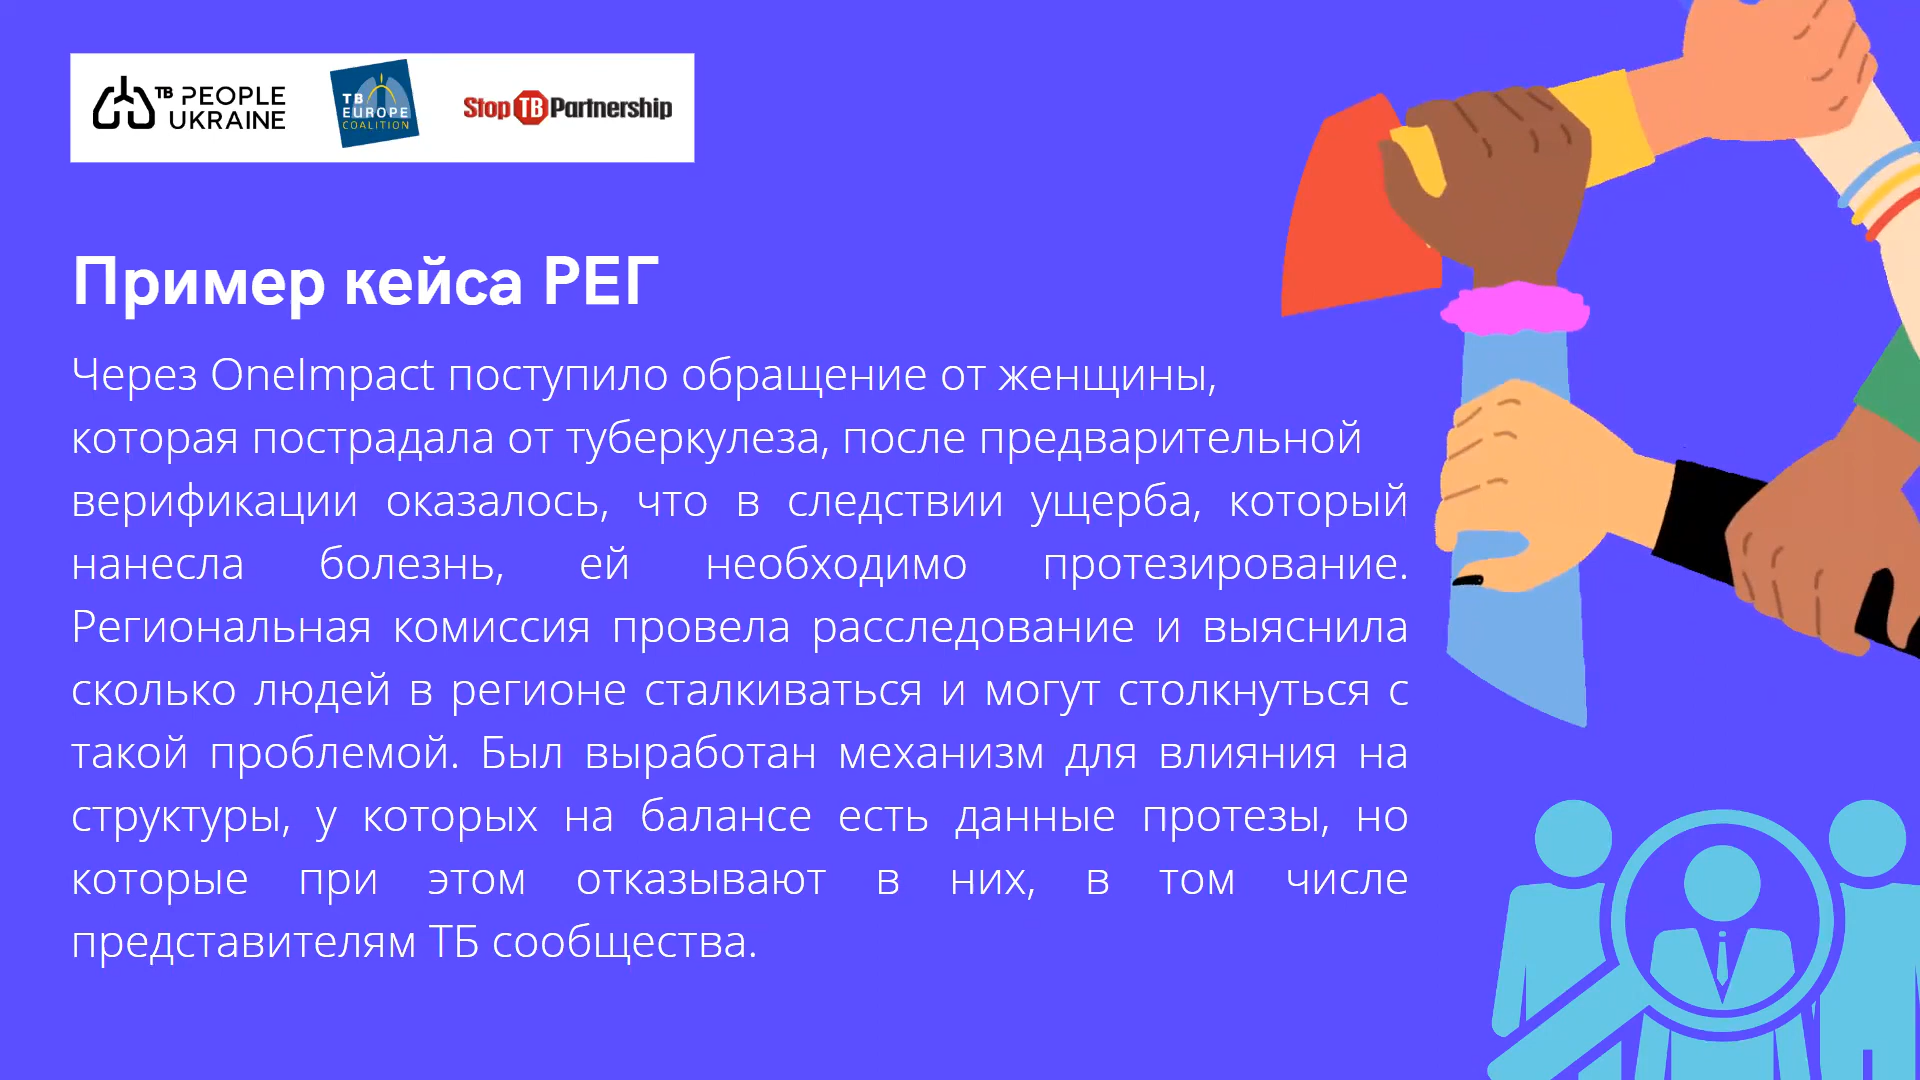 ТВ PEOPLE
UKRAINE
TB
EUROPE
COALITION
Stop TB Partnership
Пример кейса РЕГ
Через OneImpact поступило обращение от женщины,
которая пострадала от туберкулеза, после предварительной
верификации оказалось, что в следствии ущерба, который
нанесла болезнь, ей необходимо протезирование.
Региональная комиссия провела расследование и выяснила
сколько людей в регионе сталкиваться и могут столкнуться с
такой проблемой. Был выработан механизм для влияния на
структуры, у которых на балансе есть данные протезы, но
которые при этом отказывают в них, в том числе
представителям ТБ сообщества.